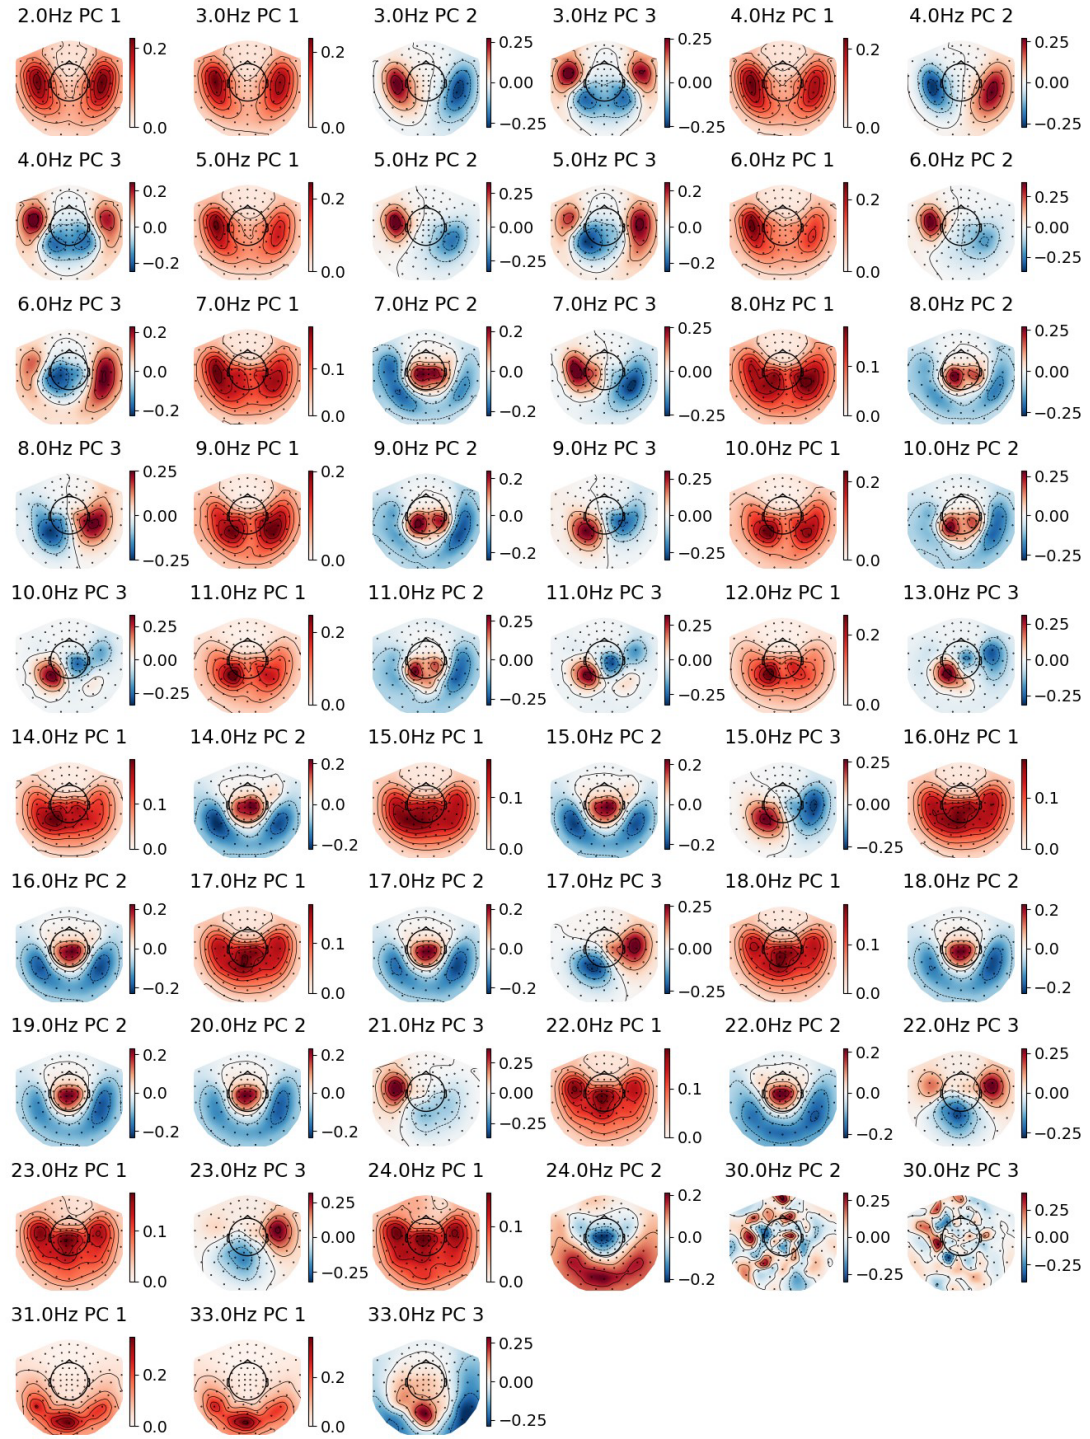 2.0Hz PC 1 3.0Hz PC 1 3.0Hz PC 2 3.0Hz PC 3 4.0Hz PC 1 4.0Hz PC 2
0.2 0.2 0.25 0.25 0.2 0.25
0.00 0.00 0.00
0.0 0.0 −0.25 −0.25 0.0 −0.25
4.0Hz PC 3 5.0Hz PC 1 5.0Hz PC 2 5.0Hz PC 3 6.0Hz PC 1 6.0Hz PC 2
0.2 0.2 0.25 0.2 0.2 0.25
0.0 0.00 0.0 0.00
−0.2 0.0 −0.25 −0.2 0.0 −0.25
6.0Hz PC 3 7.0Hz PC 1 7.0Hz PC 2 7.0Hz PC 3 8.0Hz PC 1 8.0Hz PC 2
0.2 0.1 0.2 0.25 0.1 0.25
0.0 0.0 0.00 0.00
−0.2 0.0 −0.2 −0.25 0.0 −0.25
8.0Hz PC 3 9.0Hz PC 1 9.0Hz PC 2 9.0Hz PC 3 10.0Hz PC 1 10.0Hz PC 2
0.25 0.2 0.2 0.25 0.2 0.25
0.00 0.0 0.00 0.00
−0.25 0.0 −0.2 −0.25 0.0 −0.25
10.0Hz PC 3 11.0Hz PC 1 11.0Hz PC 2 11.0Hz PC 3 12.0Hz PC 1 13.0Hz PC 3
0.25 0.2 0.25 0.25 0.2 0.25
0.00 0.00 0.00 0.00
−0.25 0.0 −0.25 −0.25 0.0 −0.25
14.0Hz PC 1 14.0Hz PC 2 15.0Hz PC 1 15.0Hz PC 2 15.0Hz PC 3 16.0Hz PC 1
0.1 0.2 0.1 0.2 0.25 0.1
0.0 0.0 0.00
0.0 −0.2 0.0 −0.2 −0.25 0.0
16.0Hz PC 2 17.0Hz PC 1 17.0Hz PC 2 17.0Hz PC 3 18.0Hz PC 1 18.0Hz PC 2
0.2 0.1 0.2 0.25 0.1 0.2
0.0 0.0 0.00 0.0
−0.2 0.0 −0.2 −0.25 0.0 −0.2
19.0Hz PC 2 20.0Hz PC 2 21.0Hz PC 3 22.0Hz PC 1 22.0Hz PC 2 22.0Hz PC 3
0.2 0.2 0.25 0.1 0.2 0.25
0.0 0.0 0.00 0.0 0.00
−0.2 −0.2 −0.25 0.0 −0.2 −0.25
23.0Hz PC 1 23.0Hz PC 3 24.0Hz PC 1 24.0Hz PC 2 30.0Hz PC 2 30.0Hz PC 3
0.1 0.25 0.1 0.2 0.25 0.25
0.00 0.0 0.00 0.00
0.0 −0.25 0.0 −0.2 −0.25 −0.25
31.0Hz PC 1 33.0Hz PC 1 33.0Hz PC 3
0.2 0.2 0.25
0.00
0.0 0.0 −0.25